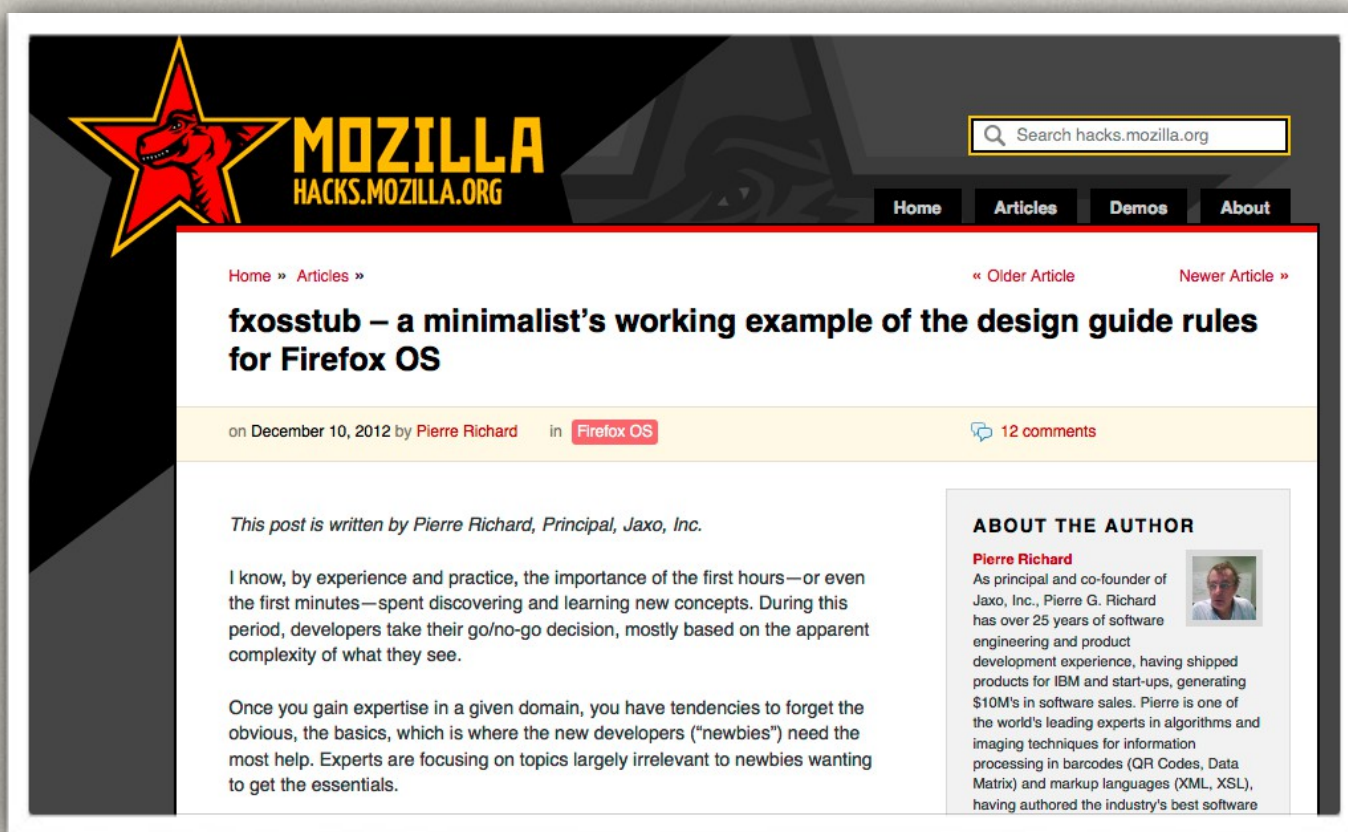 MOZILLA
HACKS.MOZILLA.ORG
Search hacks.mozilla.org
Home Articles Demos About
Home » Articles »
« Older Article Newer Article »
fxosstub – a minimalist’s working example of the design guide rules
for Firefox OS
on December 10, 2012 by Pierre Richard in Firefox OS
12 comments
This post is written by Pierre Richard, Principal, Jaxo, Inc.
I know, by experience and practice, the importance of the first hours—or even
the first minutes—spent discovering and learning new concepts. During this
period, developers take their go/no-go decision, mostly based on the apparent
complexity of what they see.
Once you gain expertise in a given domain, you have tendencies to forget the
obvious, the basics, which is where the new developers (“newbies”) need the
most help. Experts are focusing on topics largely irrelevant to newbies wanting
to get the essentials.
ABOUT THE AUTHOR
Pierre Richard
As principal and co-founder of
Jaxo, Inc., Pierre G. Richard
has over 25 years of software
engineering and product
development experience, having shipped
products for IBM and start-ups, generating
$10M's in software sales. Pierre is one of
the world's leading experts in algorithms and
imaging techniques for information
processing in barcodes (QR Codes, Data
Matrix) and markup languages (XML, XSL),
having authored the industry's best software